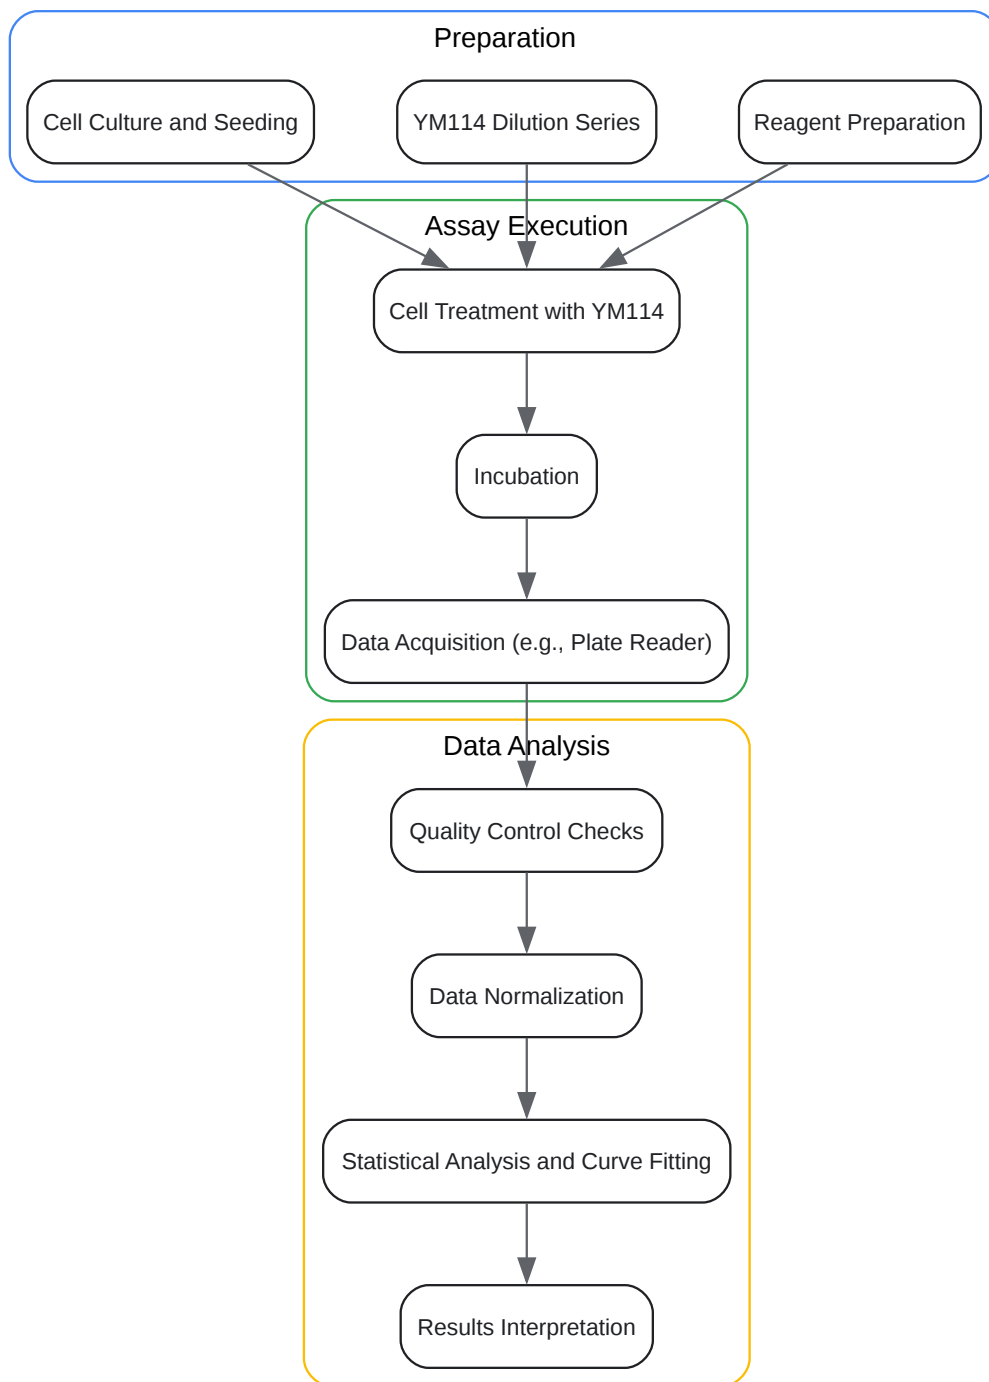 Preparation
Cell Culture and Seeding
YM114 Dilution Series
Reagent Preparation
Assay Execution
Cell Treatment with YM114
Incubation
Data Acquisition (e.g., Plate Reader)
Data Analysis
Quality Control Checks
Data Normalization
Statistical Analysis and Curve Fitting
Results Interpretation